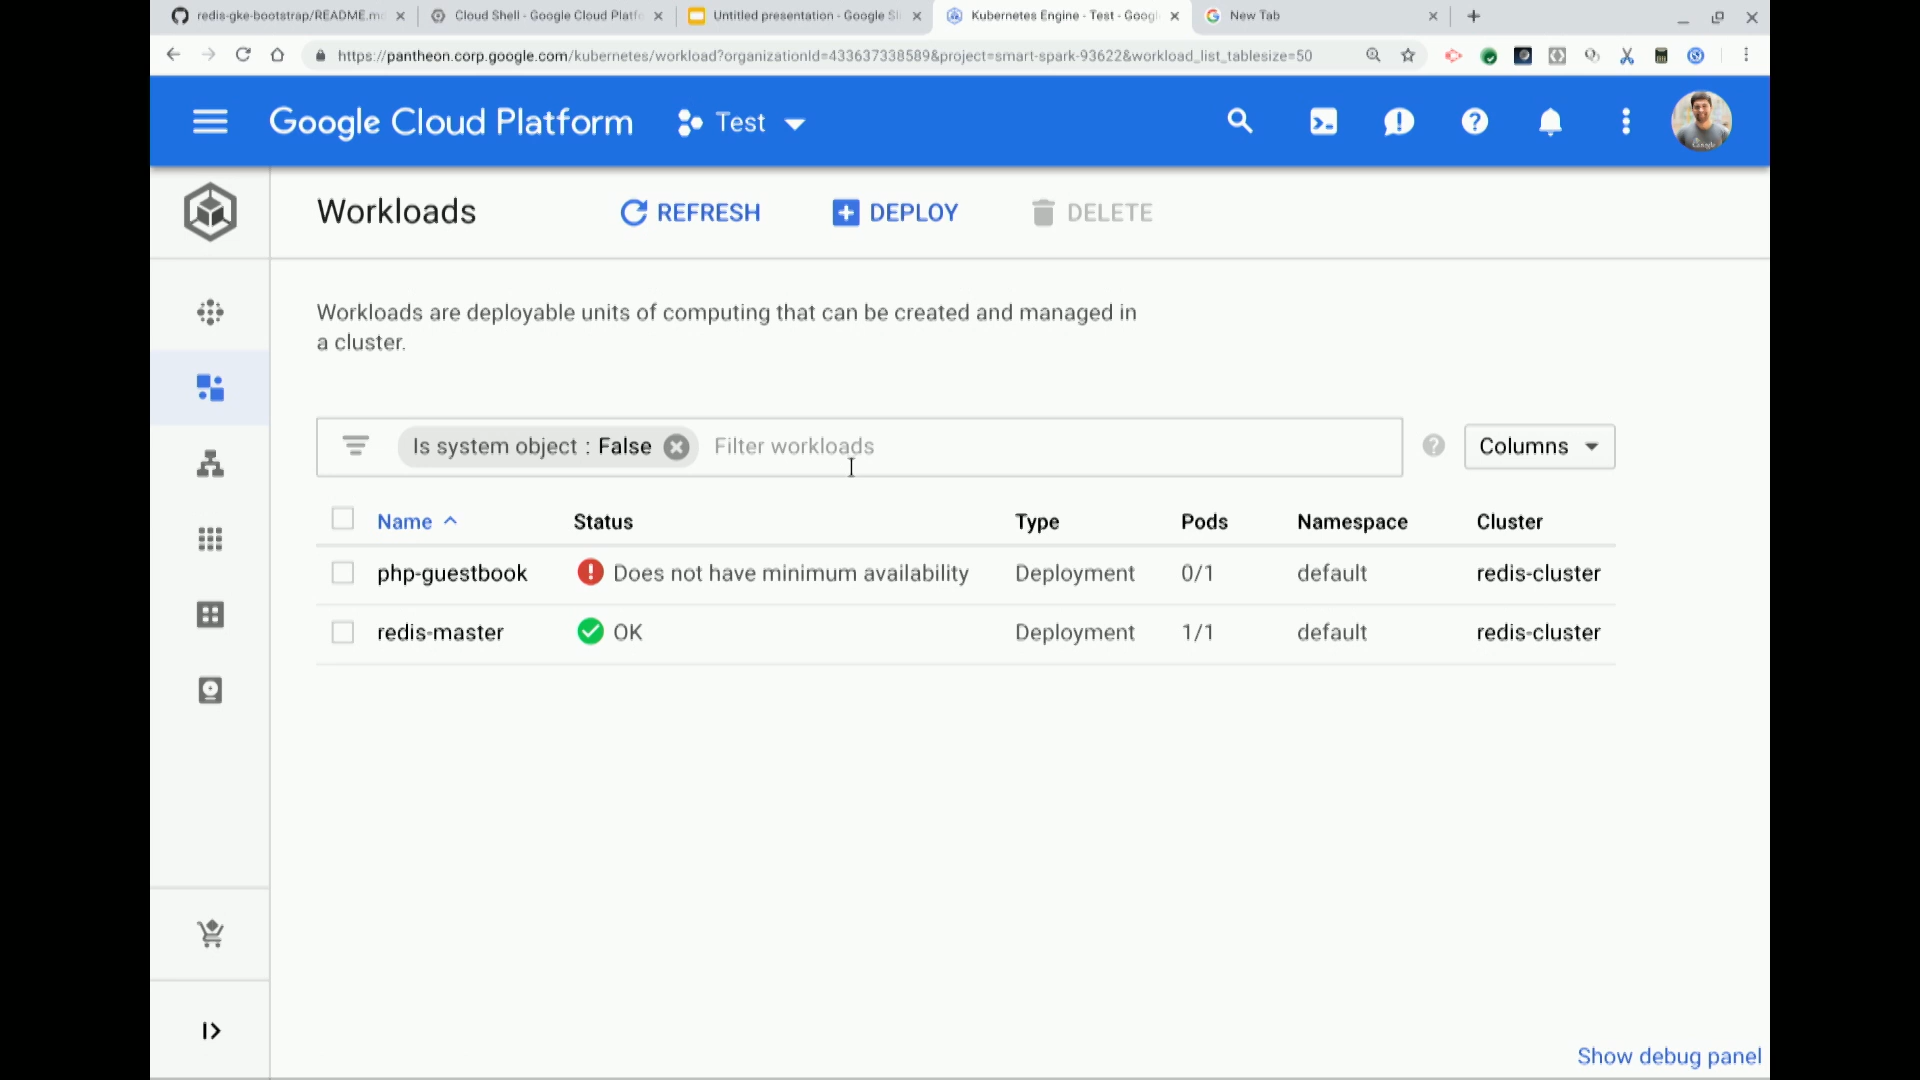 redis-gke-bootstrap/README.m
Cloud Shell - Google Cloud Platf
Untitled presentation - Google Sl
Kubernetes Engine - Test - Googl
New Tab
https://pantheon.corp.google.com/kubernetes/workload?organizationId=433637338589&project=smart-spark-93622&workload_list_tablesize=50
Google Cloud Platform
Test
Workloads
REFRESH
DEPLOY
DELETE
Workloads are deployable units of computing that can be created and managed in
a cluster.
Is system object : False
Filter workloads
Columns
Name Status Type Pods Namespace Cluster
php-guestbook Does not have minimum availability Deployment 0/1 default redis-cluster
redis-master OK Deployment 1/1 default redis-cluster
Show debug panel